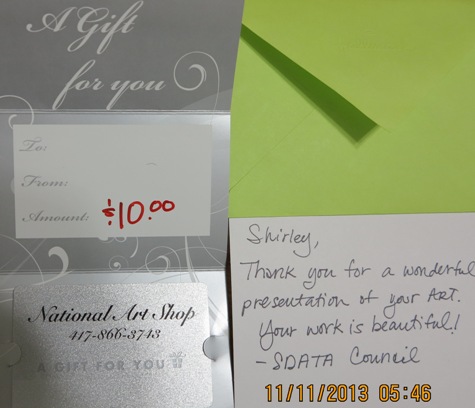 A Gift
for you
To:
From:
Amount: $10.00
National Art Shop
417-866-3743
A GIFT FOR YOU
Shirley,
Thank you for a wonderful
presentation of your ART.
Your work is beautiful!
- SDATA Council
11/11/2013 05:46